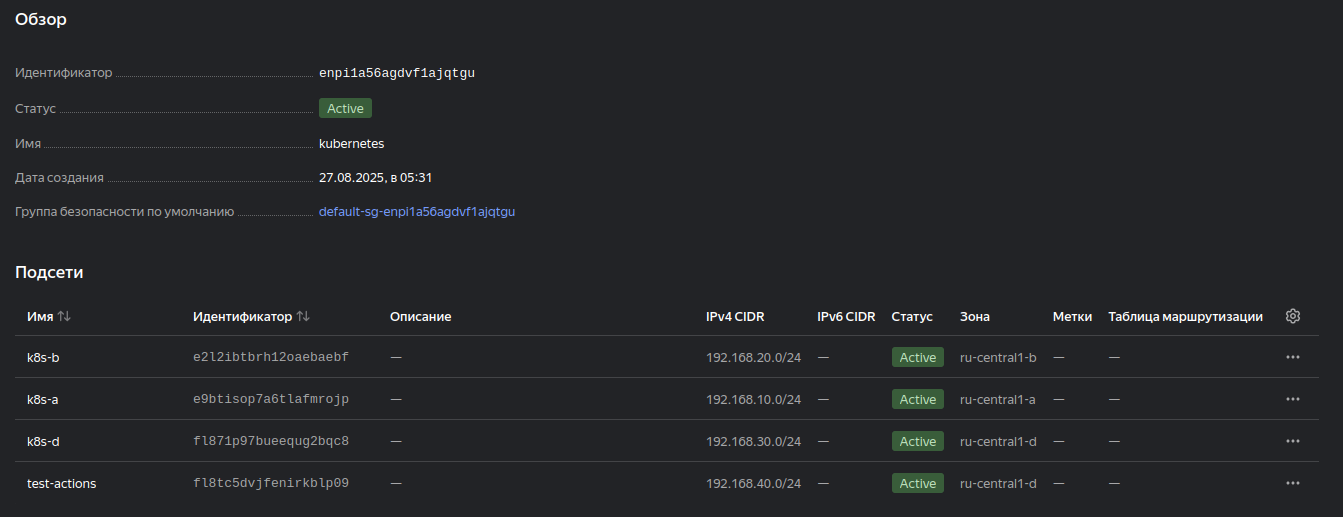 Обзор
Идентификатор enpi1a56agdvf1ajqtgu
Статус Active
Имя kubernetes
Дата создания 27.08.2025, в 05:31
Группа безопасности по умолчанию default-sg-enpi1a56agdvf1ajqtgu
Подсети
Имя Идентификатор Описание IPv4 CIDR IPv6 CIDR Статус Зона Метки Таблица маршрутизации
k8s-b e2l2ibtbrh12oaebaebf — 192.168.20.0/24 — Active ru-central1-b — —
k8s-a e9btisop7a6tlafmrojp — 192.168.10.0/24 — Active ru-central1-a — —
k8s-d fl871p97bueequg2bqc8 — 192.168.30.0/24 — Active ru-central1-d — —
test-actions fl8tc5dvjfenirkblp09 — 192.168.40.0/24 — Active ru-central1-d — —